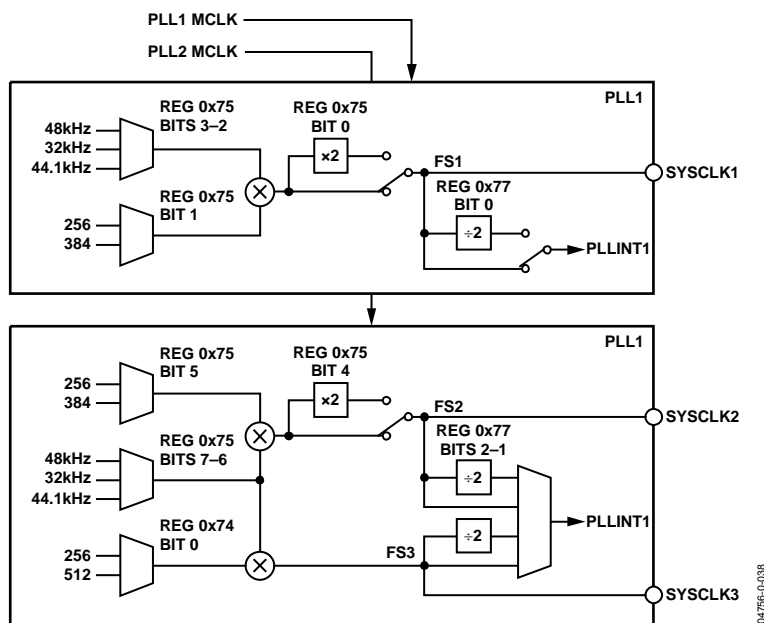 PLL1 MCLK
PLL2 MCLK
PLL1
REG 0x75
BITS 3–2
48kHz
32kHz
44.1kHz
REG 0x75
BIT 0
×2
REG 0x75
BIT 1
256
384
×
FS1
SYSCLK1
REG 0x77
BIT 0
÷2
PLLINT1
PLL1
REG 0x75
BIT 5
256
384
REG 0x75
BIT 4
×2
×
FS2
SYSCLK2
REG 0x75
BITS 7–6
48kHz
32kHz
44.1kHz
REG 0x77
BITS 2–1
÷2
PLLINT1
÷2
REG 0x74
BIT 0
256
512
×
FS3
SYSCLK3
04756-0-038